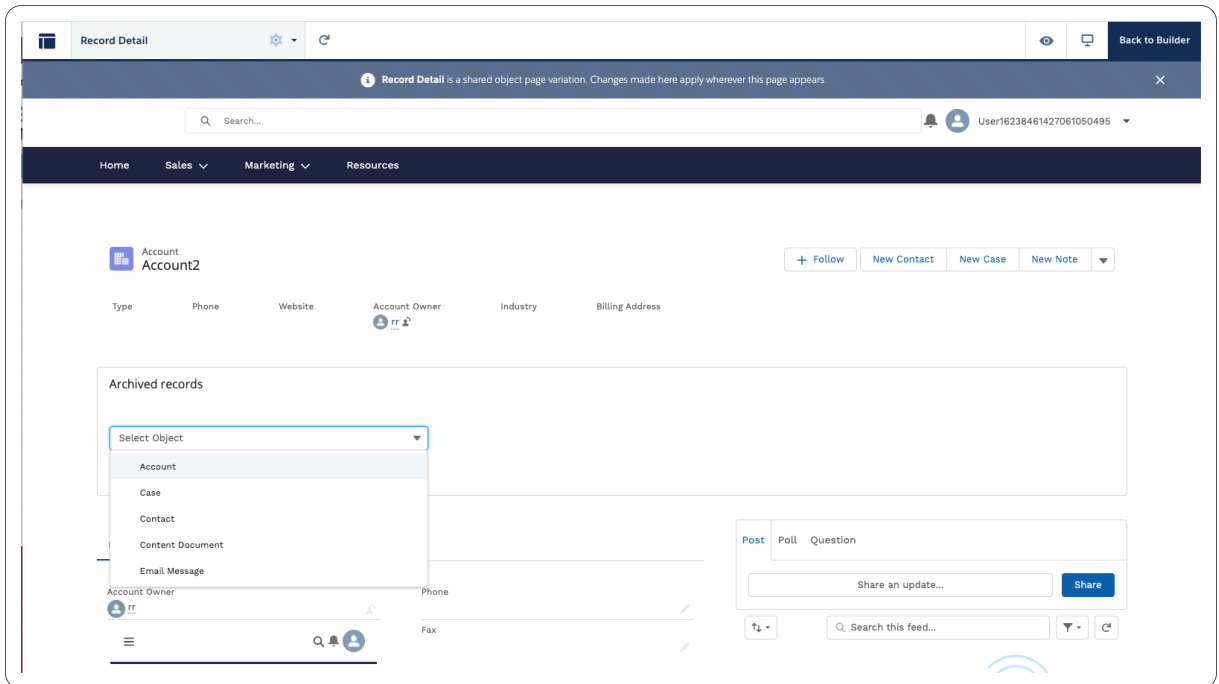 Record Detail
Back to Builder
Record Detail is a shared object page variation. Changes made here apply wherever this page appears.
Search...
User16238461427061050495
Home Sales Marketing Resources
Account
Account2
+ Follow New Contact New Case New Note
Type Phone Website Account Owner Industry Billing Address
rr
Archived records
Select Object
Account
Case
Contact
Content Document
Email Message
Post Poll Question
Share an update...
Share
Account Owner
rr
Phone
Fax
Search this feed...